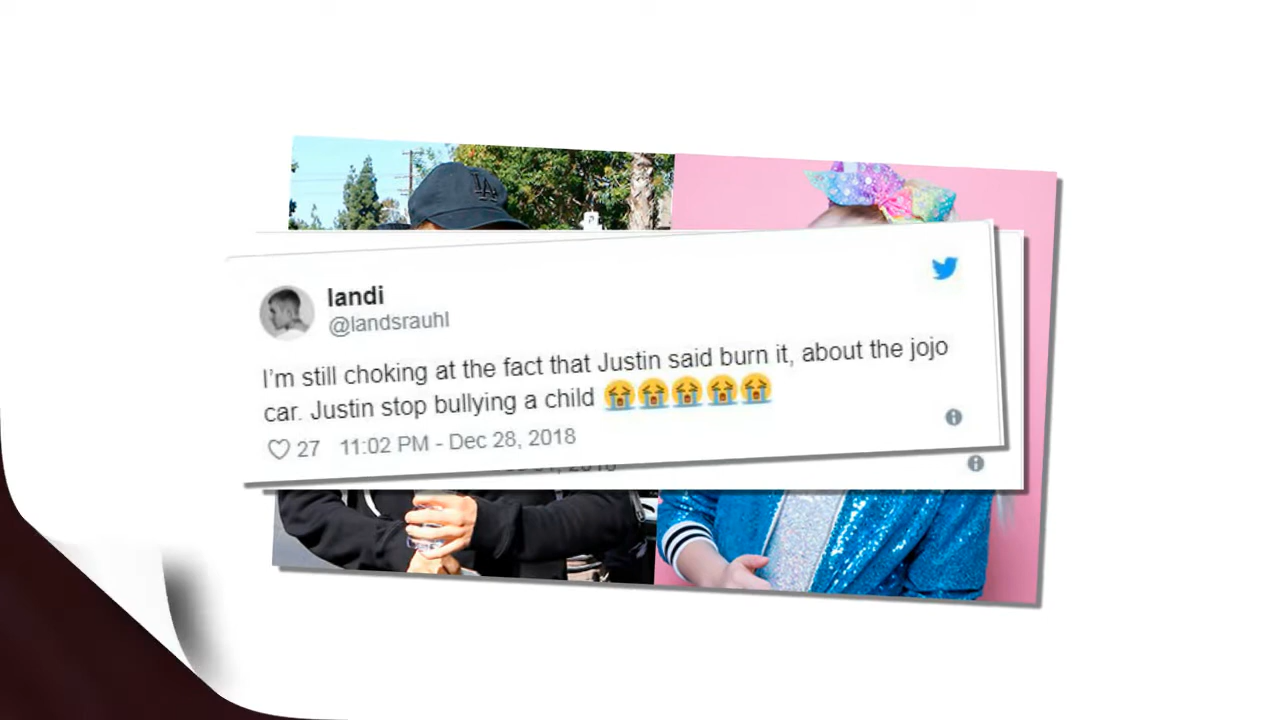 LA
landi
@landsrauhl
I'm still choking at the fact that Justin said burn it, about the jojo
car. Justin stop bullying a child 😭😭😭😭😭
27 11:02 PM - Dec 28, 2018